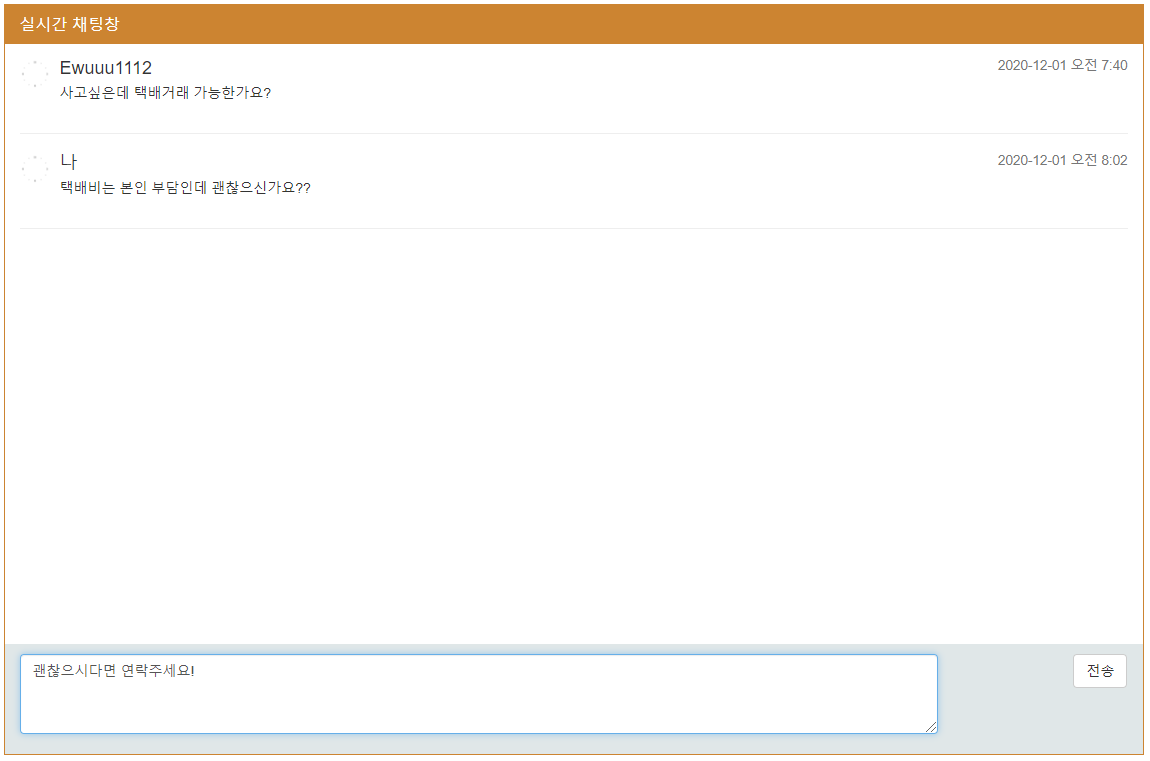 실시간 채팅창
Ewuuu1112
2020-12-01 오전 7:40
사고싶은데 택배거래 가능한가요?
나
2020-12-01 오전 8:02
택배비는 본인 부담인데 괜찮으신가요??
괜찮으시다면 연락주세요!
전송